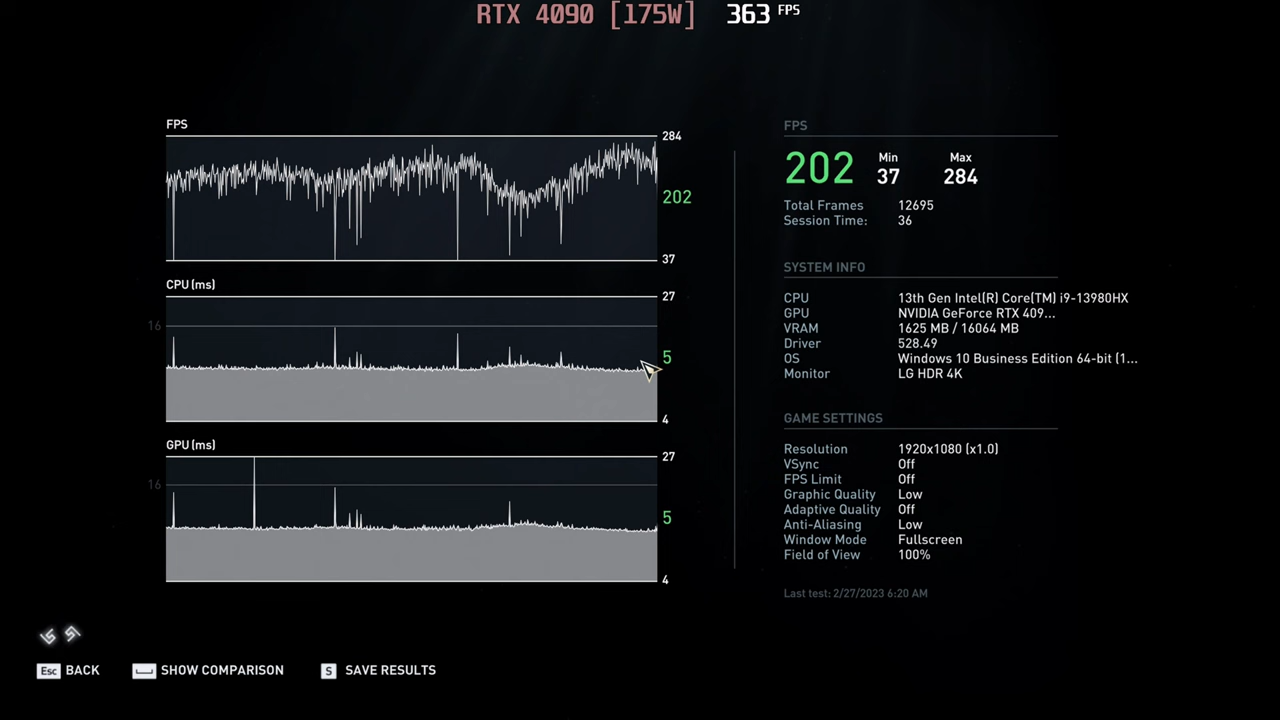 RTX 4090 [175W] 363 FPS
FPS
284
202
37
CPU (ms)
27
16
5
4
GPU (ms)
27
16
5
4
FPS
202
Min Max
37 284
Total Frames 12695
Session Time: 36
SYSTEM INFO
CPU 13th Gen Intel(R) Core(TM) i9-13980HX
GPU NVIDIA GeForce RTX 409...
VRAM 1625 MB / 16064 MB
Driver 528.49
OS Windows 10 Business Edition 64-bit (1...
Monitor LG HDR 4K
GAME SETTINGS
Resolution 1920x1080 (x1.0)
VSync Off
FPS Limit Off
Graphic Quality Low
Adaptive Quality Off
Anti-Aliasing Low
Window Mode Fullscreen
Field of View 100%
Last test: 2/27/2023 6:20 AM
Esc BACK SHOW COMPARISON S SAVE RESULTS